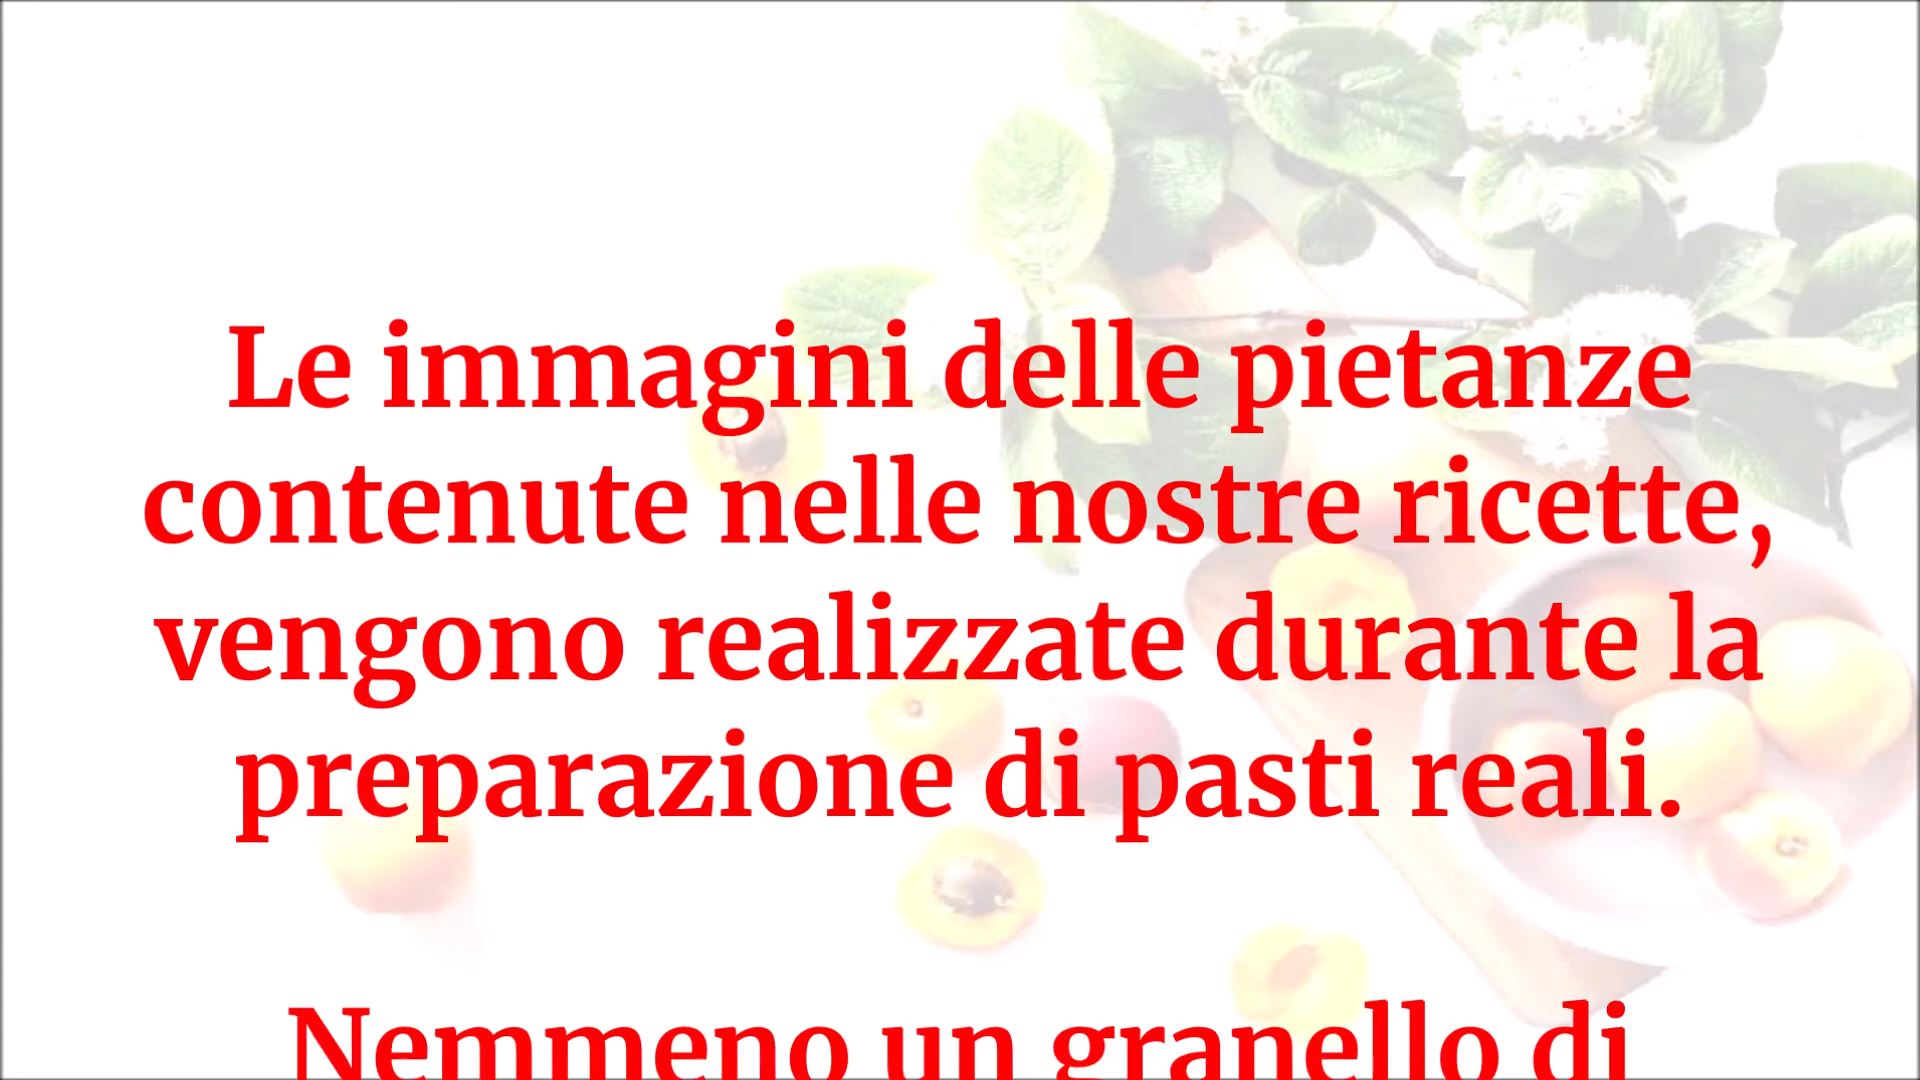 Le immagini delle pietanze
contenute nelle nostre ricette,
vengono realizzate durante la
preparazione di pasti reali.
Nemmeno un granello di